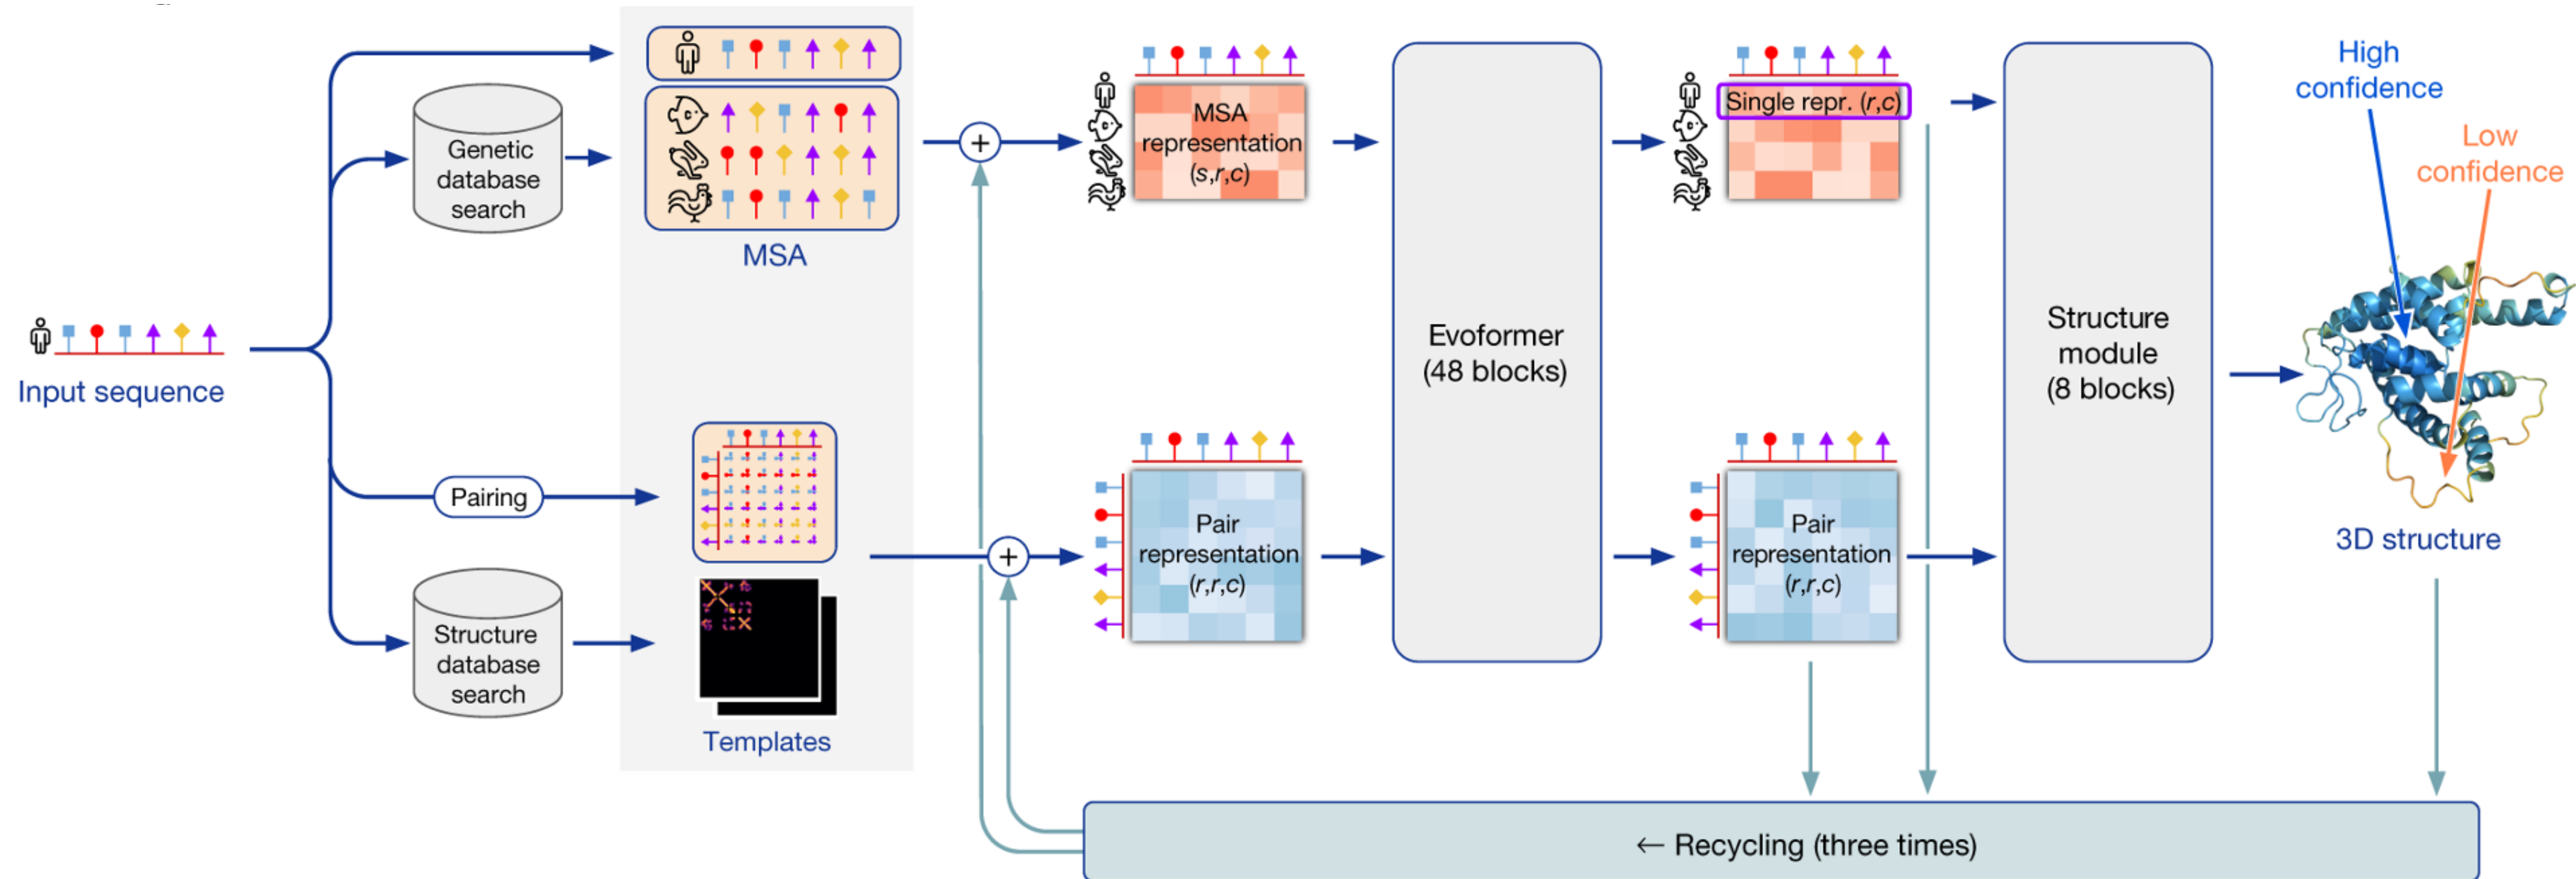 Input sequence
Genetic
database
search
Pairing
Structure
database
search
MSA
Templates
+
+
MSA
representation
(s,r,c)
Pair
representation
(r,r,c)
Evoformer
(48 blocks)
Single repr. (r,c)
Pair
representation
(r,r,c)
Structure
module
(8 blocks)
High
confidence
Low
confidence
3D structure
← Recycling (three times)